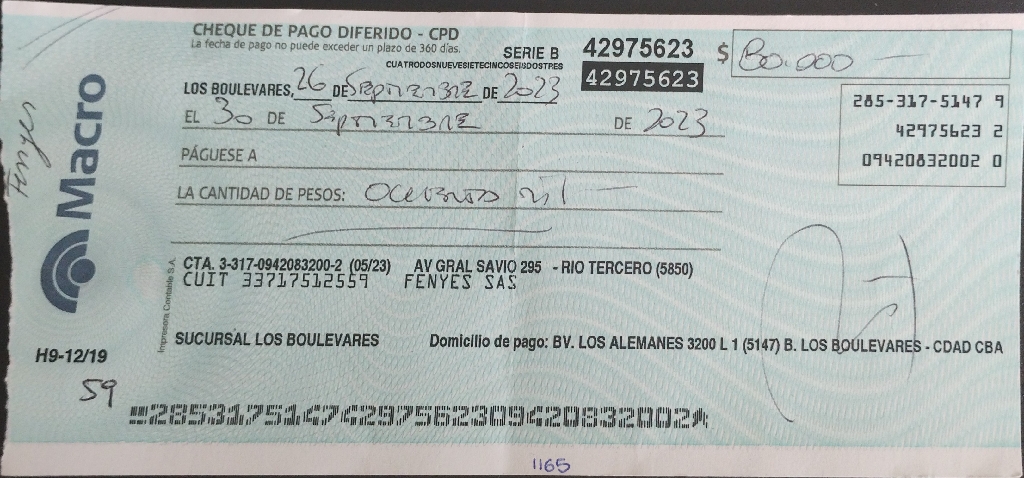 CHEQUE DE PAGO DIFERIDO - CPD
La fecha de pago no puede exceder un plazo de 360 días.
SERIE B 42975623 $ 80.000 —
CUATRODOSNUEVESIETECINCOSEISDOSTRES
42975623
LOS BOULEVARES, 26 DE Septiembre DE 2023
EL 30 DE Septiembre DE 2023
285-317-5147 9
42975623 2
09420832002 0
PÁGUESE A
LA CANTIDAD DE PESOS: Ochenta mil —
CTA. 3-317-0942083200-2 (05/23) AV GRAL SAVIO 295 - RIO TERCERO (5850)
CUIT 33717512559 FENYES SAS
SUCURSAL LOS BOULEVARES Domicilio de pago: BV. LOS ALEMANES 3200 L 1 (5147) B. LOS BOULEVARES - CDAD CBA
Fenyes
Macro
Impresora Contable S.A.
H9-12/19
59
28531751474297562309420832002
1165